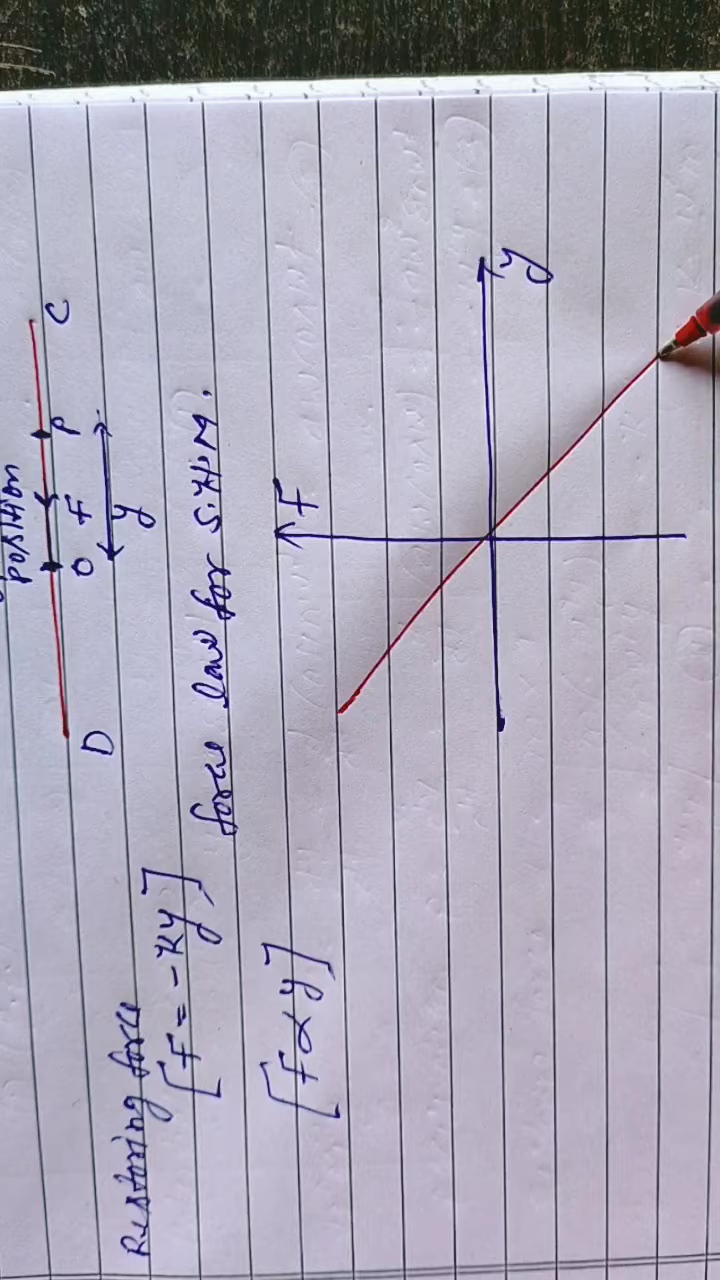 position
D O P C
F
y
Restoring force
[F = -Ky] force law for S.H.M.
[F ∝ y]
F
y